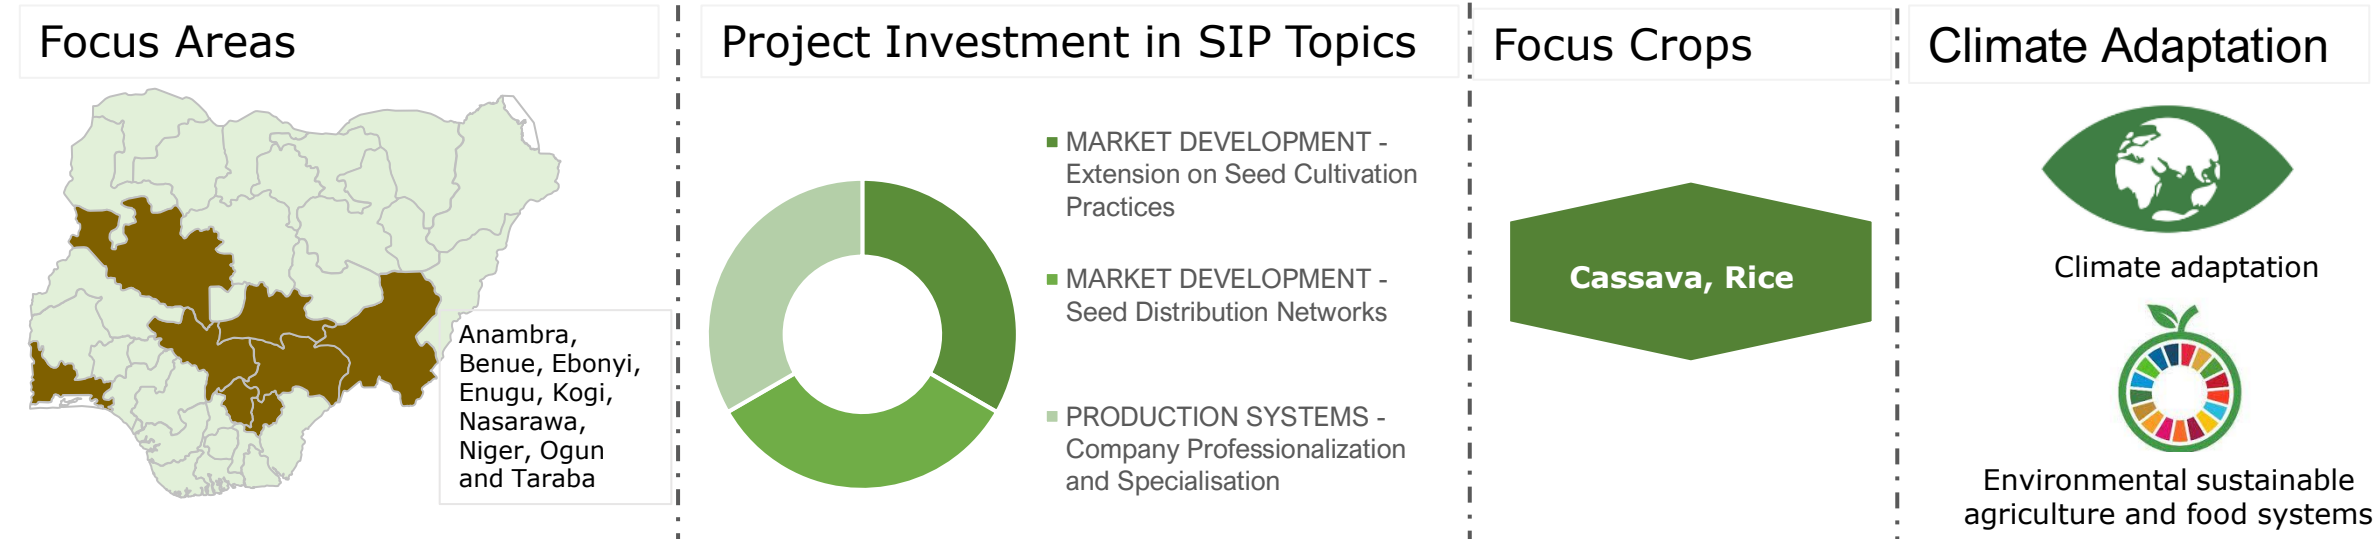 Focus Areas
Anambra,
Benue, Ebonyi,
Enugu, Kogi,
Nasarawa,
Niger, Ogun
and Taraba
Project Investment in SIP Topics
MARKET DEVELOPMENT -
Extension on Seed Cultivation
Practices
MARKET DEVELOPMENT -
Seed Distribution Networks
PRODUCTION SYSTEMS -
Company Professionalization
and Specialisation
Focus Crops
Cassava, Rice
Climate Adaptation
Climate adaptation
Environmental sustainable
agriculture and food systems